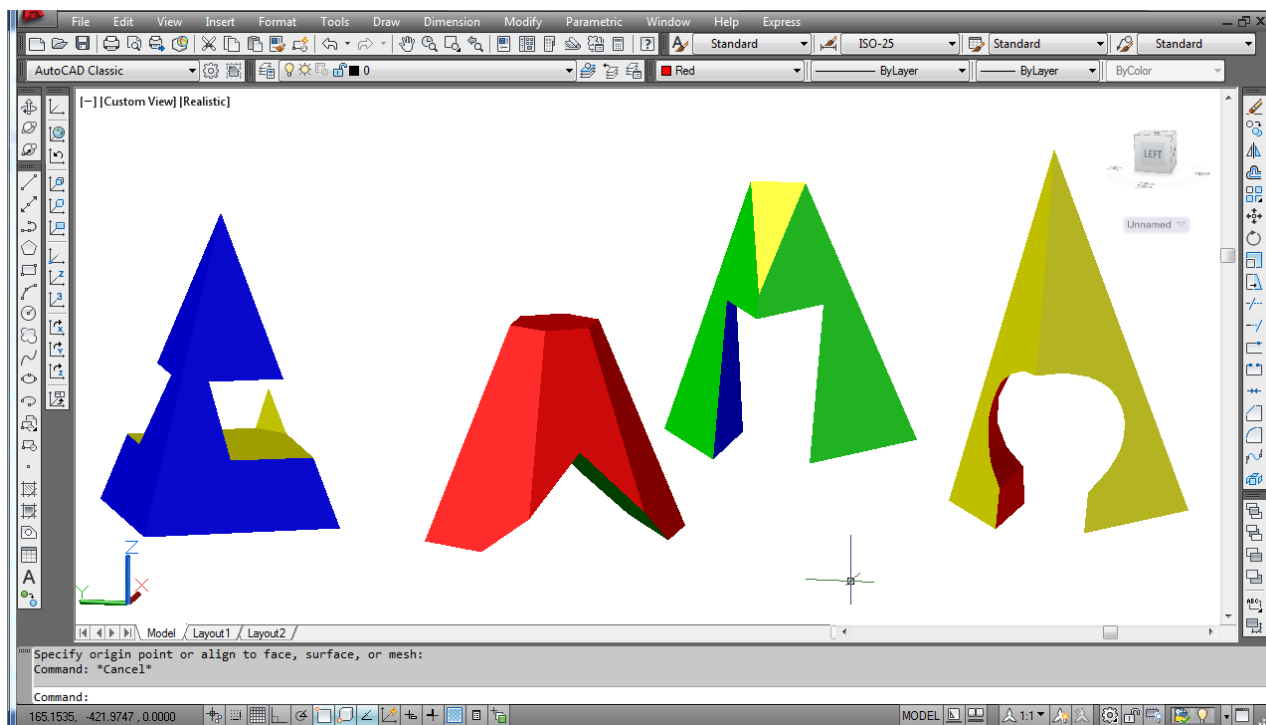 File Edit View Insert Format Tools Draw Dimension Modify Parametric Window Help Express
Standard ISO-25 Standard Standard
AutoCAD Classic 0 Red ByLayer ByLayer ByColor
[−] [Custom View] [Realistic]
LEFT
Unnamed
Z
X
Y
Model Layout1 Layout2
Specify origin point or align to face, surface, or mesh:
Command: *Cancel*
Command:
165.1535, -421.9747 , 0.0000 MODEL 1:1